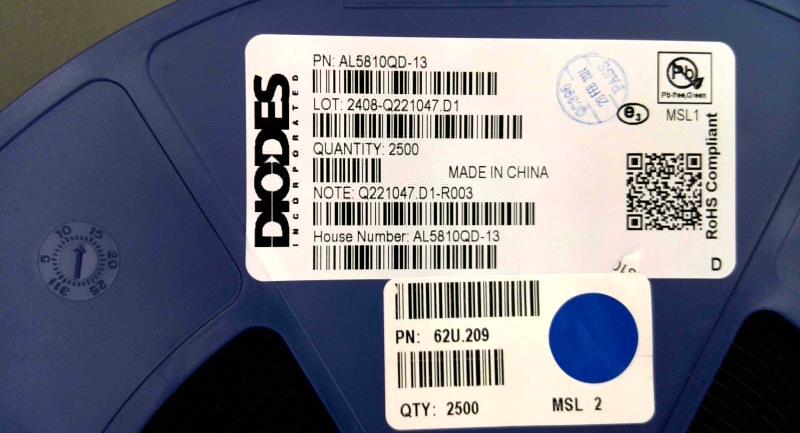 DIODES
INCORPORATED
PN: AL5810QD-13
LOT: 2408-Q221047.D1
QUANTITY: 2500
MADE IN CHINA
NOTE: Q221047.D1-R003
House Number: AL5810QD-13
PASS
Pb
Pb-free,Green
e3
MSL1
RoHS Compliant
D
PN: 62U.209
QTY: 2500
MSL 2
5 10 15 20 25 31